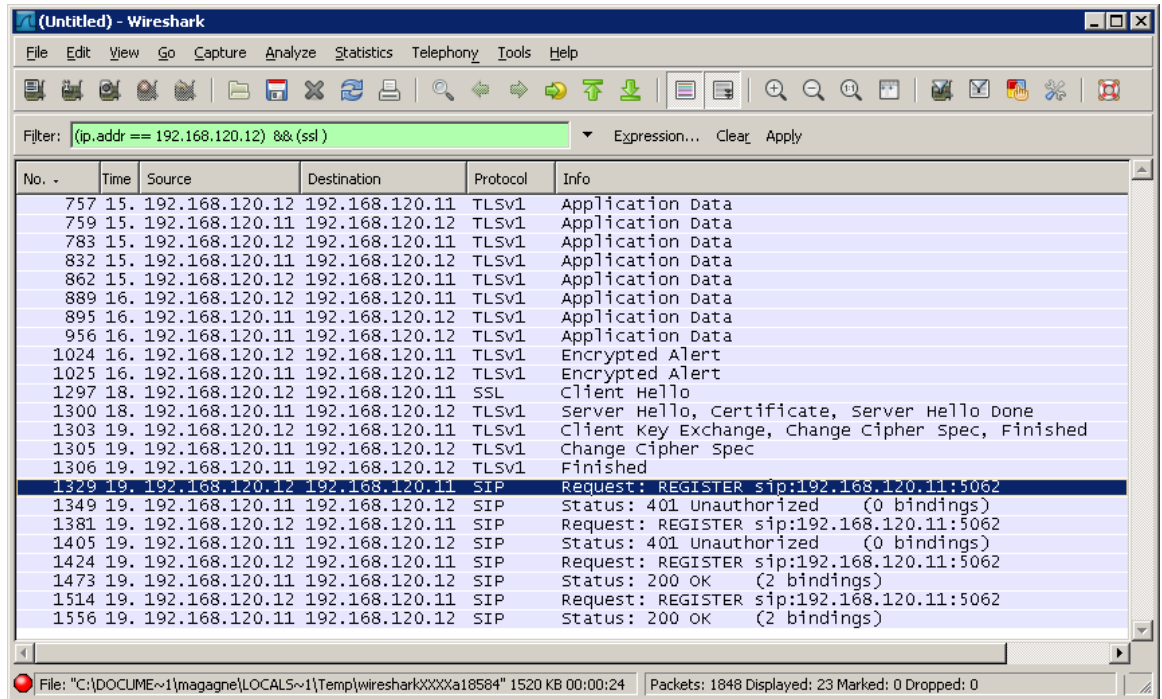 (Untitled) - Wireshark
File Edit View Go Capture Analyze Statistics Telephony Tools Help
Filter: (ip.addr == 192.168.120.12) && (ssl ) Expression... Clear Apply
No. - Time Source Destination Protocol Info
757 15. 192.168.120.12 192.168.120.11 TLSv1 Application Data
759 15. 192.168.120.11 192.168.120.12 TLSv1 Application Data
783 15. 192.168.120.12 192.168.120.11 TLSv1 Application Data
832 15. 192.168.120.11 192.168.120.12 TLSv1 Application Data
862 15. 192.168.120.12 192.168.120.11 TLSv1 Application Data
889 16. 192.168.120.12 192.168.120.11 TLSv1 Application Data
895 16. 192.168.120.11 192.168.120.12 TLSv1 Application Data
956 16. 192.168.120.11 192.168.120.12 TLSv1 Application Data
1024 16. 192.168.120.12 192.168.120.11 TLSv1 Encrypted Alert
1025 16. 192.168.120.11 192.168.120.12 TLSv1 Encrypted Alert
1297 18. 192.168.120.12 192.168.120.11 SSL Client Hello
1300 18. 192.168.120.11 192.168.120.12 TLSv1 Server Hello, Certificate, Server Hello Done
1303 19. 192.168.120.12 192.168.120.11 TLSv1 Client Key Exchange, Change Cipher Spec, Finished
1305 19. 192.168.120.11 192.168.120.12 TLSv1 Change Cipher Spec
1306 19. 192.168.120.11 192.168.120.12 TLSv1 Finished
1329 19. 192.168.120.12 192.168.120.11 SIP Request: REGISTER sip:192.168.120.11:5062
1349 19. 192.168.120.11 192.168.120.12 SIP Status: 401 Unauthorized (0 bindings)
1381 19. 192.168.120.12 192.168.120.11 SIP Request: REGISTER sip:192.168.120.11:5062
1405 19. 192.168.120.11 192.168.120.12 SIP Status: 401 Unauthorized (0 bindings)
1424 19. 192.168.120.12 192.168.120.11 SIP Request: REGISTER sip:192.168.120.11:5062
1473 19. 192.168.120.11 192.168.120.12 SIP Status: 200 OK (2 bindings)
1514 19. 192.168.120.12 192.168.120.11 SIP Request: REGISTER sip:192.168.120.11:5062
1556 19. 192.168.120.11 192.168.120.12 SIP Status: 200 OK (2 bindings)
File: "C:\DOCUME~1\magagne\LOCALS~1\Temp\wiresharkXXXXa18584" 1520 KB 00:00:24 Packets: 1848 Displayed: 23 Marked: 0 Dropped: 0